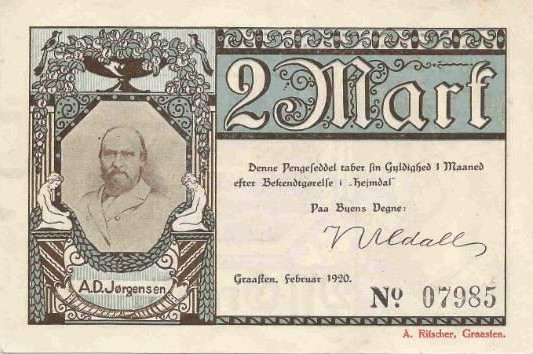 2 Mark
Denne Pengeseddel taber sin Gyldighed 1 Maaned
efter Bekendtgørelse i „Hejmdal“
Paa Byens Vegne:
Graasten, Februar 1920.
No 07985
A.D.Jørgensen
A. Ritscher, Graasten.